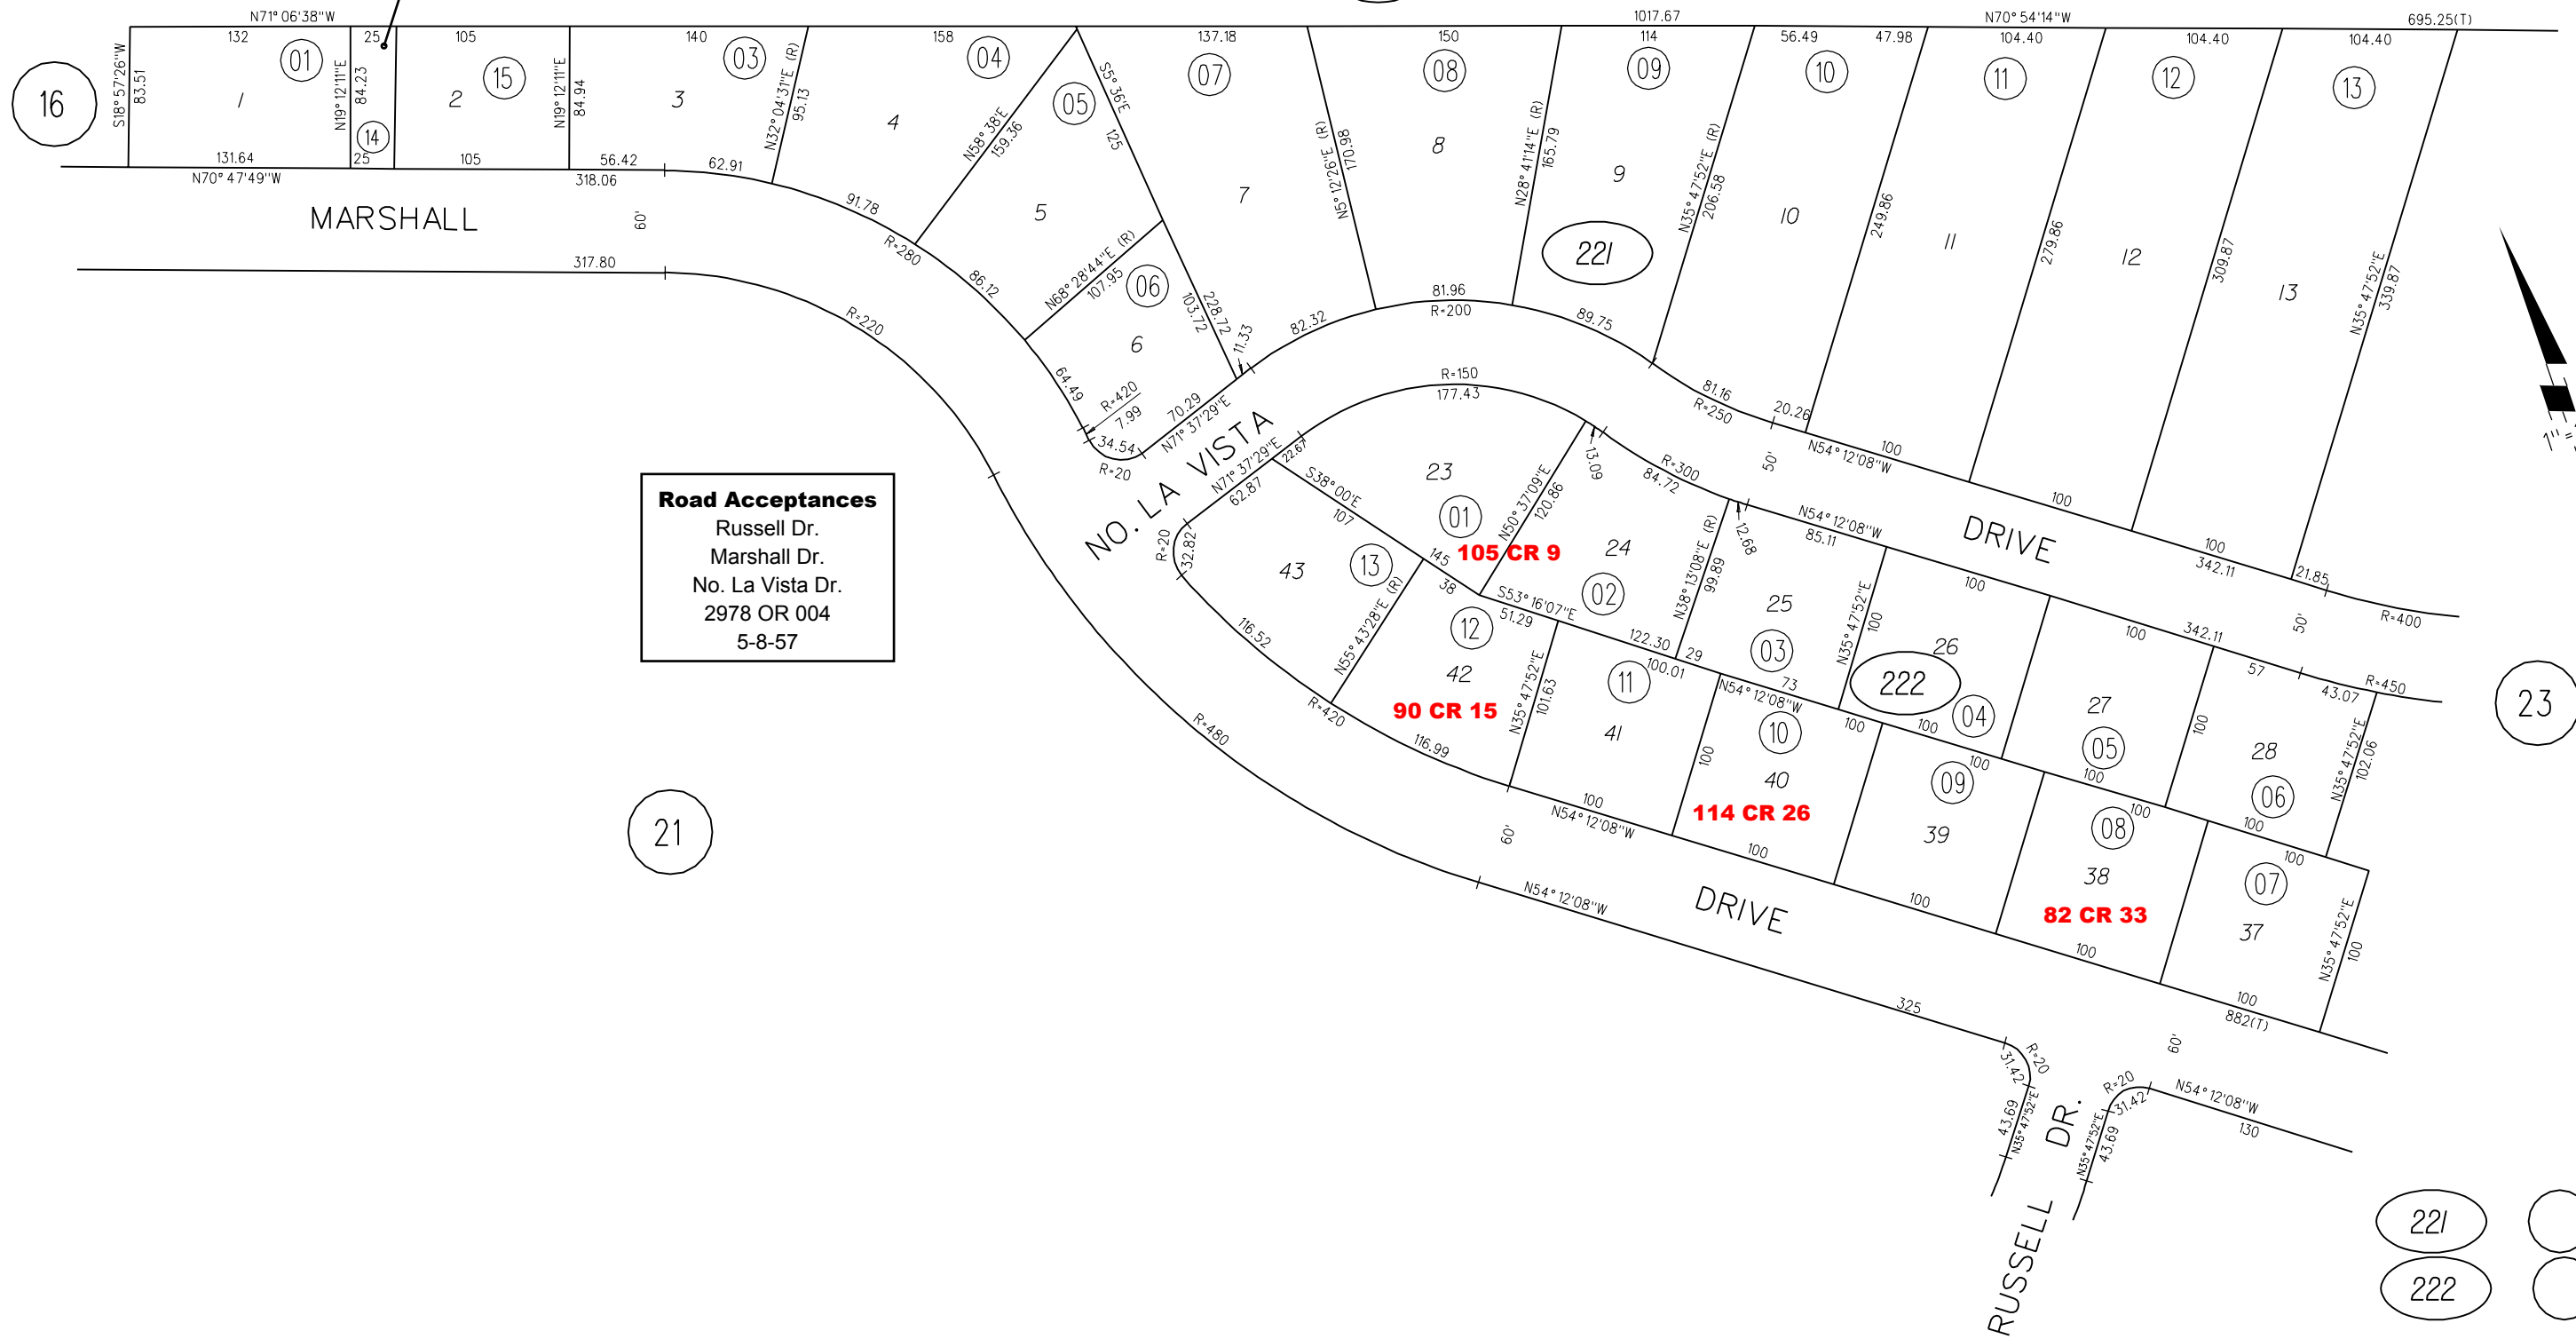 N71°06'38"W
1017.67
N70°54'14"W
695.25(T)
132
25
105
140
158
137.18
150
114
56.49
47.98
104.40
104.40
104.40
16
S18°57'26"W
83.51
1
01
N19°12'11"E
84.23
14
2
15
N19°12'11"E
84.94
3
03
N32°04'31"E (R)
95.13
4
04
N58°38'E
159.36
05
5
S5°36'E
125
07
7
N5°12'26"E (R)
170.98
08
8
N28°41'14"E (R)
165.79
09
9
221
N35°47'52"E (R)
206.58
10
10
249.86
11
11
279.86
12
12
309.87
13
13
N35°47'52"E
339.87
131.64
25
105
56.42
62.91
N70°47'49"W
318.06
91.78
R=280
86.12
MARSHALL
60'
317.80
R=220
N68°28'44"E (R)
107.95
06
6
228.72
103.72
11.33
64.49
R=420
7.99
34.54
R=20
70.29
N71°37'29"E
82.32
81.96
R=200
89.75
81.16
R=250
20.26
50'
100
N54°12'08"W
100
100
342.11
21.85
50'
R=400
DRIVE
NO. LA VISTA
R=150
177.43
N71°37'29"E
62.87
22.67
R=20
32.82
S38°00'E
107
145
38
23
01
105 CR 9
N50°37'09"E
120.86
13.09
R=300
84.72
24
02
N38°13'08"E (R)
99.89
12.68
N54°12'08"W
85.11
25
03
N35°47'52"E
100
100
26
222
04
100
342.11
57
27
05
100
43.07
R=450
28
06
N35°47'52"E
102.06
23
43
13
116.52
N55°43'28"E (R)
12
42
90 CR 15
S53°16'07"E
51.29
122.30
29
100.01
N54°12'08"W
73
100
100
100
100
100
100
100
N35°47'52"E
101.63
11
41
100
10
40
114 CR 26
09
39
08
38
82 CR 33
07
37
N35°47'52"E
100
R=420
116.99
R=480
100
N54°12'08"W
100
100
100
100
882(T)
60'
60'
DRIVE
N54°12'08"W
325
R=20
31.42
43.69
N35°47'52"E
R=20
31.42
N35°47'52"E
43.69
N54°12'08"W
130
RUSSELL DR.
Road Acceptances
Russell Dr.
Marshall Dr.
No. La Vista Dr.
2978 OR 004
5-8-57
21
221
222